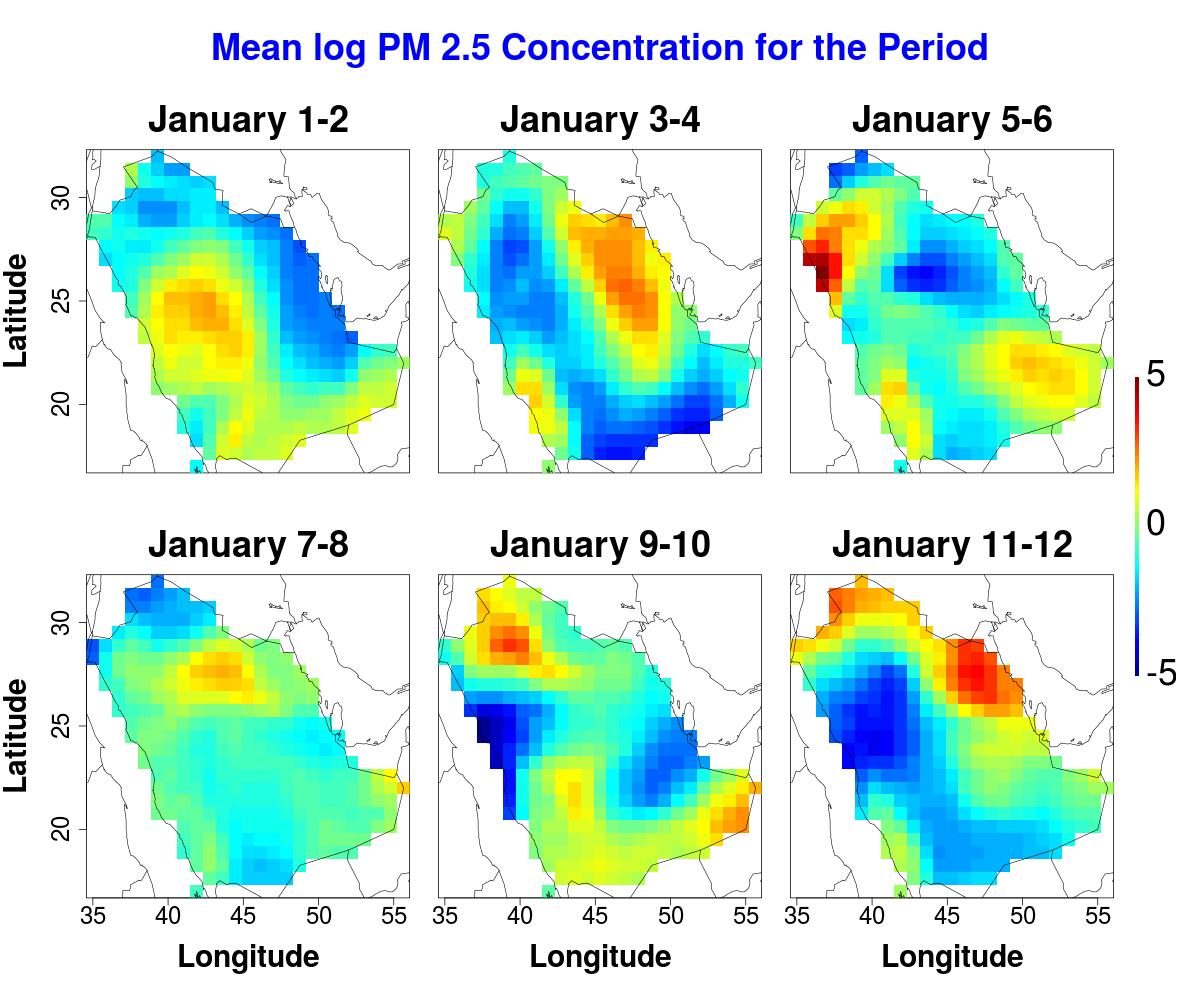 Mean log PM 2.5 Concentration for the Period
January 1-2
January 3-4
January 5-6
Latitude
30
25
20
5
0
-5
January 7-8
January 9-10
January 11-12
Latitude
30
25
20
35 40 45 50 55
35 40 45 50 55
35 40 45 50 55
Longitude
Longitude
Longitude